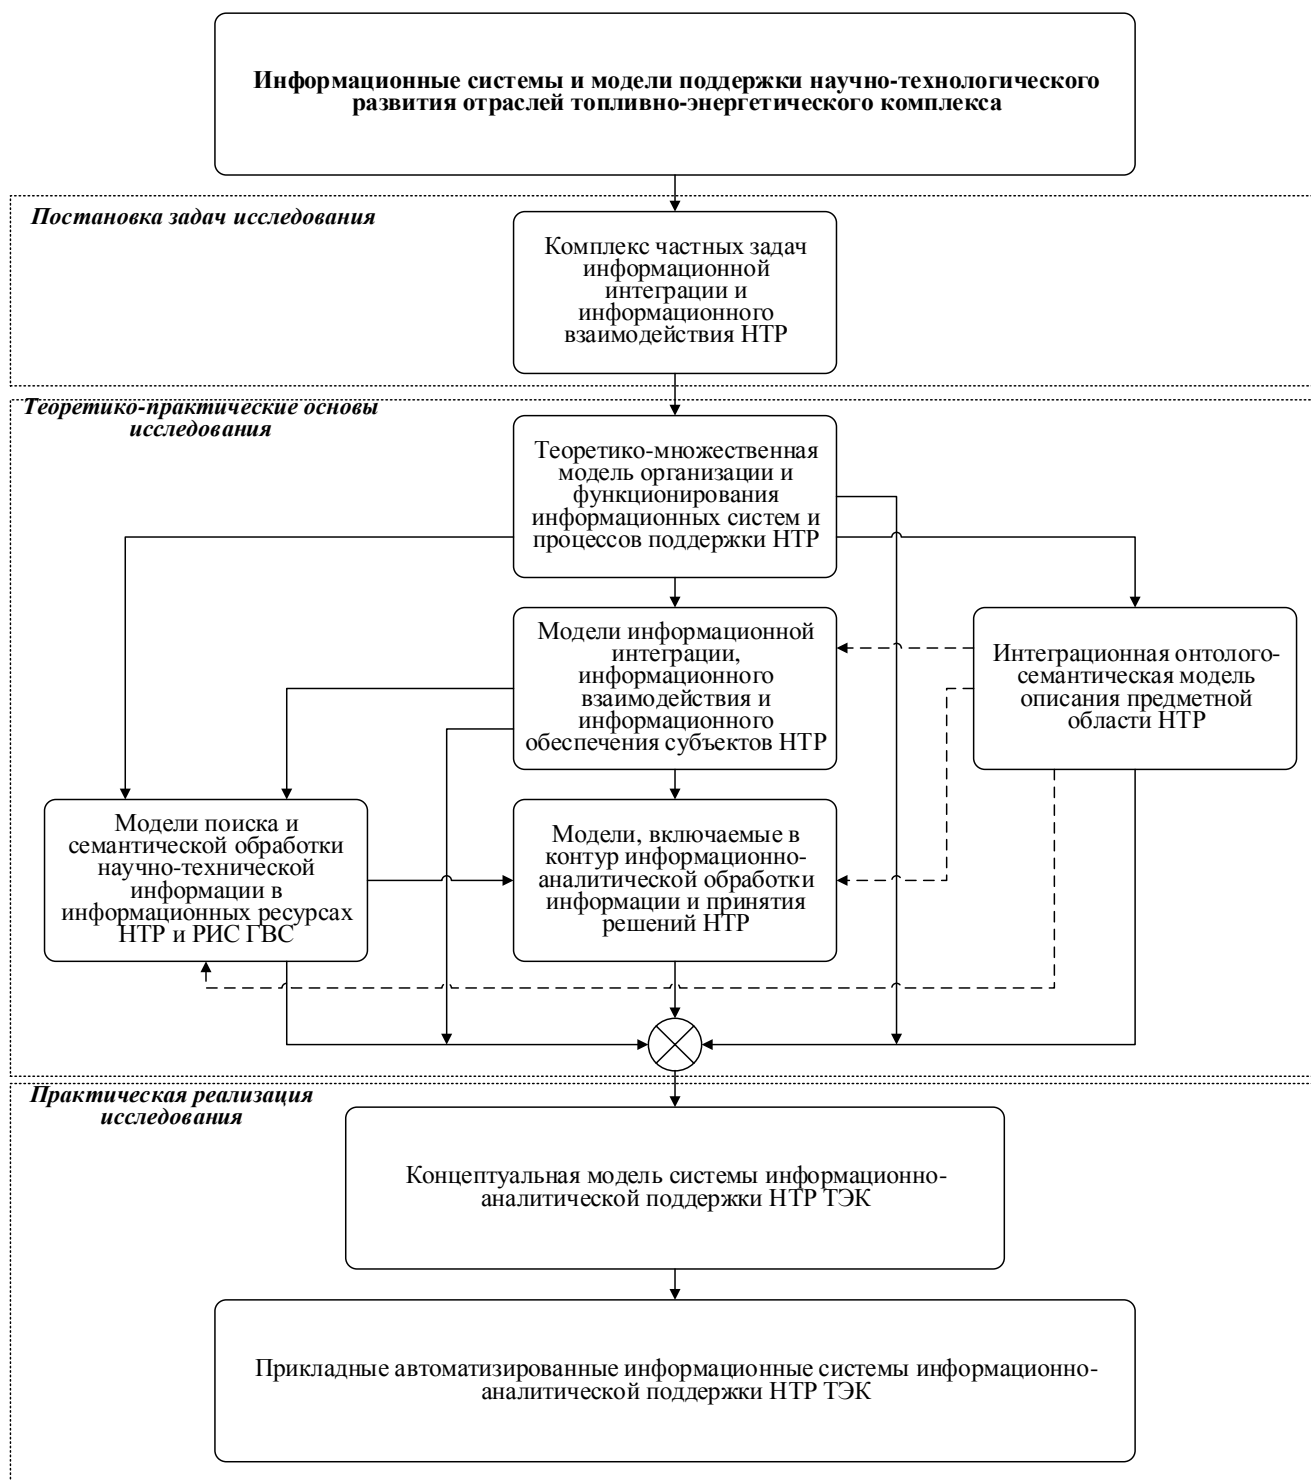 Информационные системы и модели поддержки научно-технологического
развития отраслей топливно-энергетического комплекса
Постановка задач исследования
Комплекс частных задач
информационной
интеграции и
информационного
взаимодействия НТР
Теоретико-практические основы
исследования
Теоретико-множественная
модель организации и
функционирования
информационных систем и
процессов поддержки НТР
Модели информационной
интеграции,
информационного
взаимодействия и
информационного
обеспечения субъектов НТР
Интеграционная онтолого-
семантическая модель
описания предметной
области НТР
Модели поиска и
семантической обработки
научно-технической
информации в
информационных ресурсах
НТР и РИС ГВС
Модели, включаемые в
контур информационно-
аналитической обработки
информации и принятия
решений НТР
Практическая реализация
исследования
Концептуальная модель системы информационно-
аналитической поддержки НТР ТЭК
Прикладные автоматизированные информационные системы информационно-
аналитической поддержки НТР ТЭК